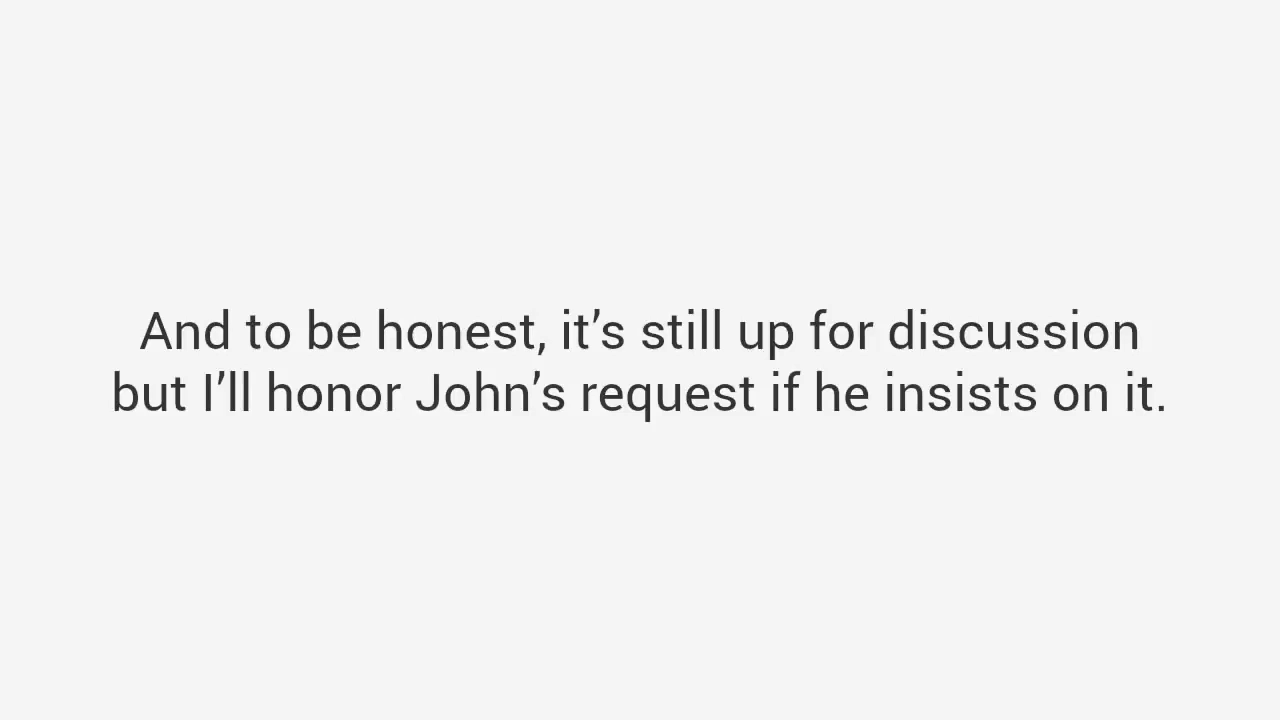 And to be honest, it’s still up for discussion
but I’ll honor John’s request if he insists on it.